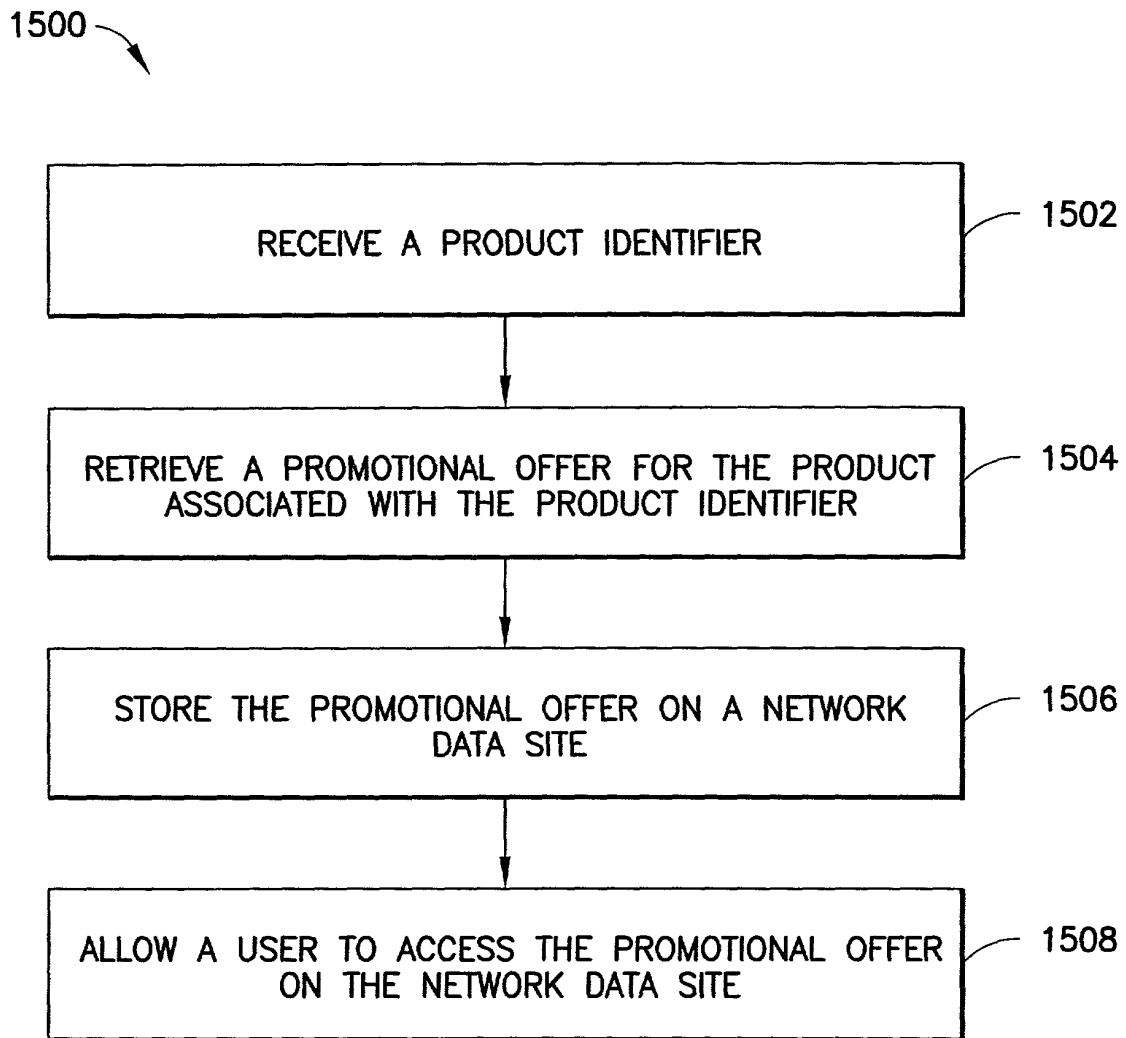 1500
RECEIVE A PRODUCT IDENTIFIER
1502
RETRIEVE A PROMOTIONAL OFFER FOR THE PRODUCT
ASSOCIATED WITH THE PRODUCT IDENTIFIER
1504
STORE THE PROMOTIONAL OFFER ON A NETWORK
DATA SITE
1506
ALLOW A USER TO ACCESS THE PROMOTIONAL OFFER
ON THE NETWORK DATA SITE
1508